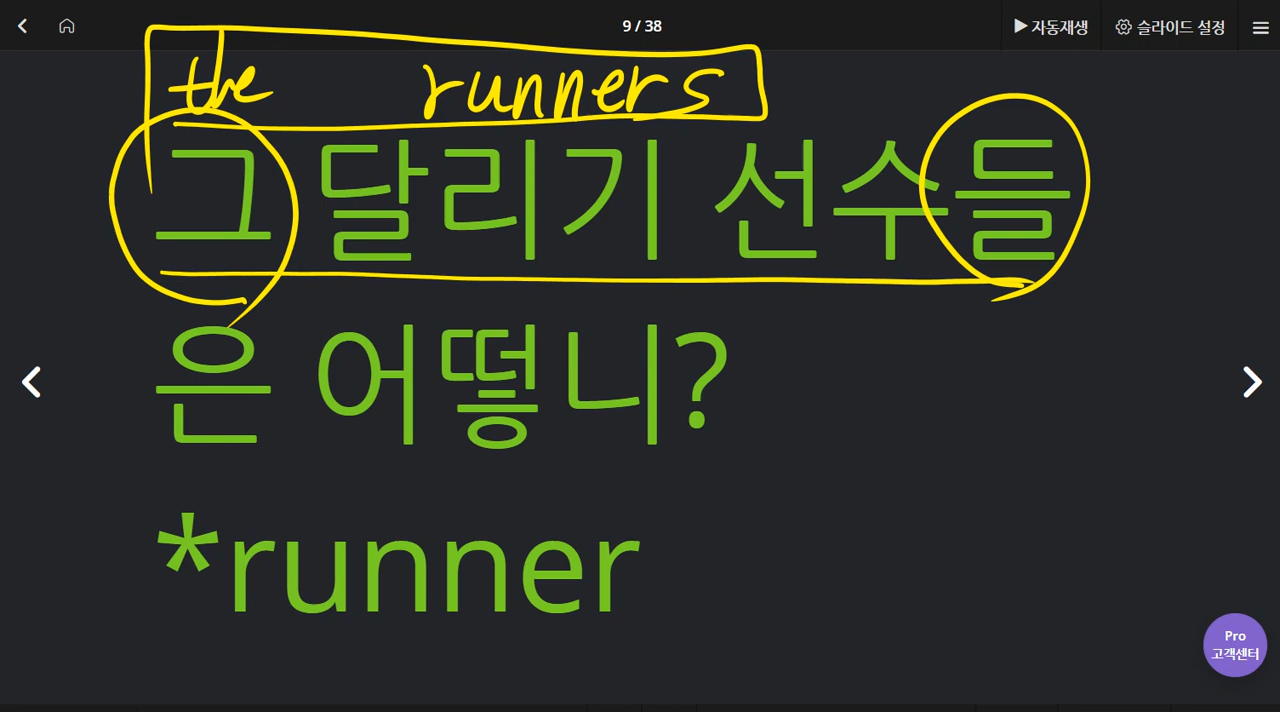 9 / 38
자동재생
슬라이드 설정
the runners
그 달리기 선수들
은 어떻니?
*runner
Pro
고객센터